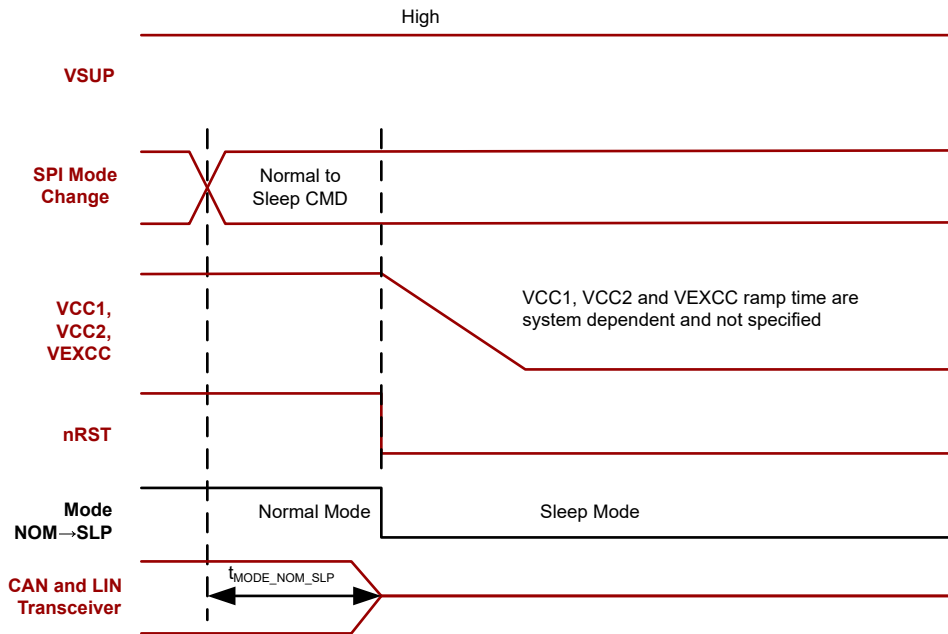 High
VSUP
SPI Mode
Change
Normal to
Sleep CMD
VCC1,
VCC2,
VEXCC
VCC1, VCC2 and VEXCC ramp time are
system dependent and not specified
nRST
Mode
NOM→SLP
Normal Mode
Sleep Mode
CAN and LIN
Transceiver
tMODE_NOM_SLP